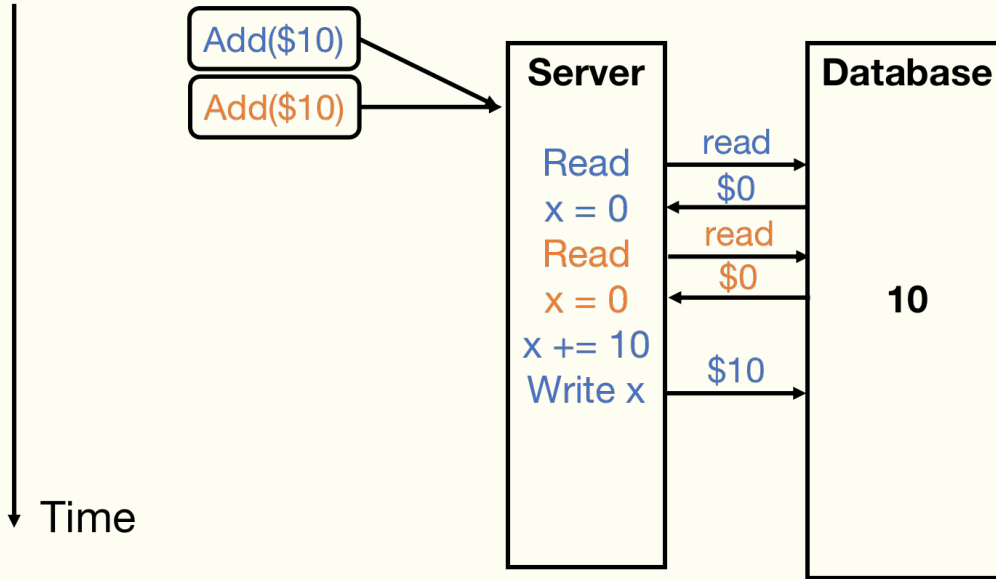 Add($10)
Add($10)
Server
Database
Read
read
x = 0
$0
Read
read
x = 0
$0
10
x += 10
Write x
$10
Time